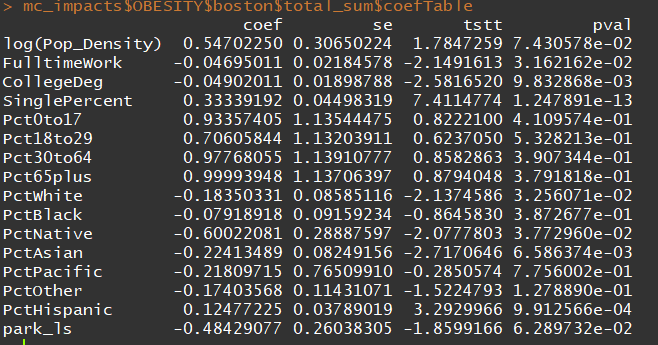 > mc_impacts$OBESITY$boston$total_sum$coefTable
coef se tstt pval
log(Pop_Density) 0.54702250 0.30650224 1.7847259 7.430578e-02
FulltimeWork -0.04695011 0.02184578 -2.1491613 3.162162e-02
CollegeDeg -0.04902011 0.01898788 -2.5816520 9.832868e-03
SinglePercent 0.33339192 0.04498319 7.4114774 1.247891e-13
Pct0to17 0.93357405 1.13544475 0.8222100 4.109574e-01
Pct18to29 0.70605844 1.13203911 0.6237050 5.328213e-01
Pct30to64 0.97768055 1.13910777 0.8582863 3.907344e-01
Pct65plus 0.99993948 1.13706397 0.8794048 3.791818e-01
PctWhite -0.18350331 0.08585116 -2.1374586 3.256071e-02
PctBlack -0.07918918 0.09159234 -0.8645830 3.872677e-01
PctNative -0.60022081 0.28887597 -2.0777803 3.772960e-02
PctAsian -0.22413489 0.08249156 -2.7170646 6.586374e-03
PctPacific -0.21809715 0.76509910 -0.2850574 7.756002e-01
PctOther -0.17403568 0.11431071 -1.5224793 1.278890e-01
PctHispanic 0.12477225 0.03789019 3.2929966 9.912566e-04
park_ls -0.48429077 0.26038305 -1.8599166 6.289732e-02